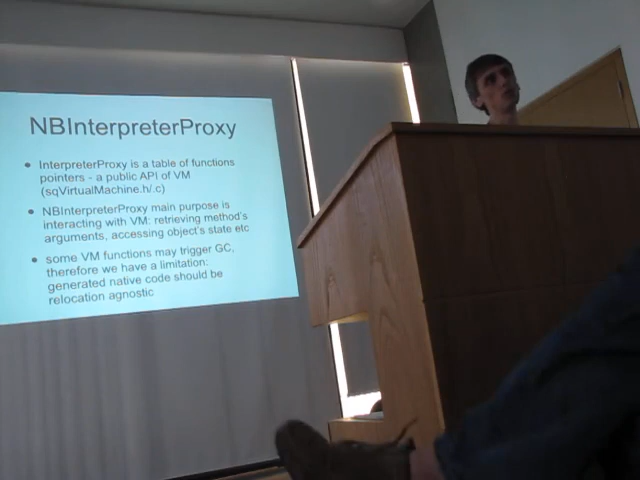 NBInterpreterProxy
• InterpreterProxy is a table of functions
pointers - a public API of VM
(sqVirtualMachine.h/.c)
• NBInterpreterProxy main purpose is
interacting with VM: retrieving method's
arguments, accessing object's state etc
• some VM functions may trigger GC,
therefore we have a limitation:
generated native code should be
relocation agnostic